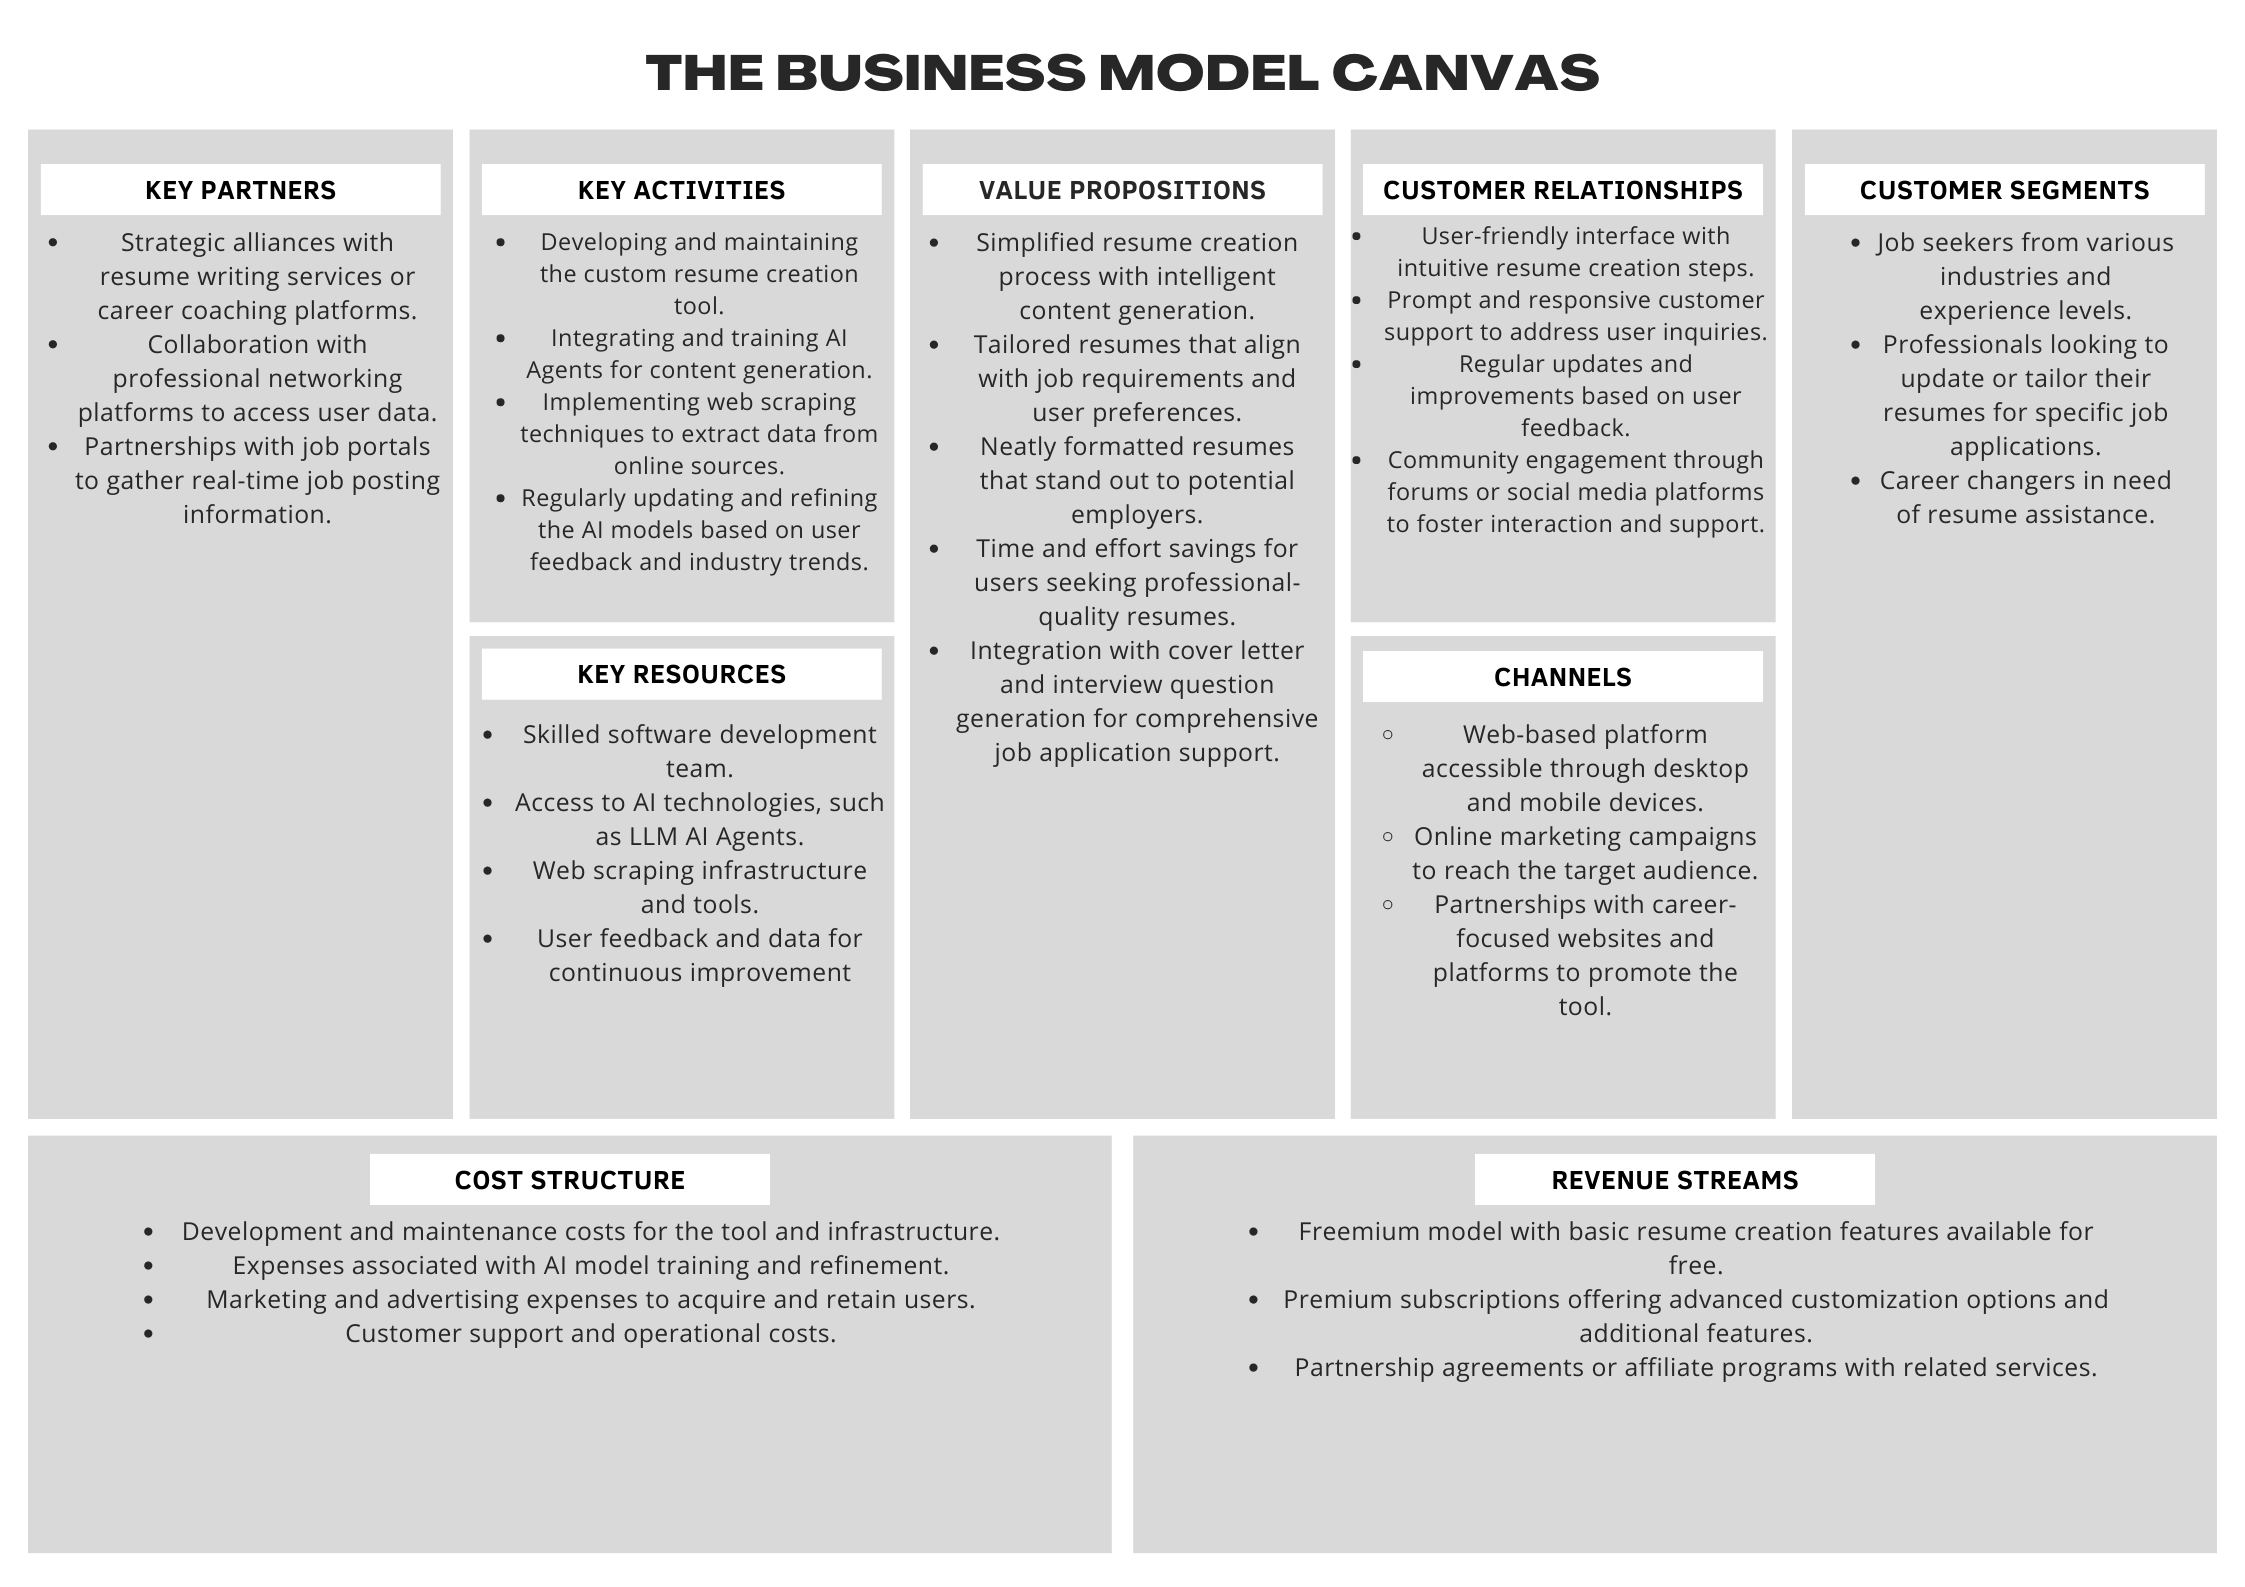 THE BUSINESS MODEL CANVAS
KEY PARTNERS
• Strategic alliances with
resume writing services or
career coaching platforms.
• Collaboration with
professional networking
platforms to access user data.
• Partnerships with job portals
to gather real-time job posting
information.
KEY ACTIVITIES
• Developing and maintaining
the custom resume creation
tool.
• Integrating and training AI
Agents for content generation.
• Implementing web scraping
techniques to extract data from
online sources.
• Regularly updating and refining
the AI models based on user
feedback and industry trends.
KEY RESOURCES
• Skilled software development
team.
• Access to AI technologies, such
as LLM AI Agents.
• Web scraping infrastructure
and tools.
• User feedback and data for
continuous improvement
VALUE PROPOSITIONS
• Simplified resume creation
process with intelligent
content generation.
• Tailored resumes that align
with job requirements and
user preferences.
• Neatly formatted resumes
that stand out to potential
employers.
• Time and effort savings for
users seeking professional-
quality resumes.
• Integration with cover letter
and interview question
generation for comprehensive
job application support.
CUSTOMER RELATIONSHIPS
• User-friendly interface with
intuitive resume creation steps.
• Prompt and responsive customer
support to address user inquiries.
• Regular updates and
improvements based on user
feedback.
• Community engagement through
forums or social media platforms
to foster interaction and support.
CHANNELS
○ Web-based platform
accessible through desktop
and mobile devices.
○ Online marketing campaigns
to reach the target audience.
○ Partnerships with career-
focused websites and
platforms to promote the
tool.
CUSTOMER SEGMENTS
• Job seekers from various
industries and
experience levels.
• Professionals looking to
update or tailor their
resumes for specific job
applications.
• Career changers in need
of resume assistance.
COST STRUCTURE
• Development and maintenance costs for the tool and infrastructure.
• Expenses associated with AI model training and refinement.
• Marketing and advertising expenses to acquire and retain users.
• Customer support and operational costs.
REVENUE STREAMS
• Freemium model with basic resume creation features available for
free.
• Premium subscriptions offering advanced customization options and
additional features.
• Partnership agreements or affiliate programs with related services.